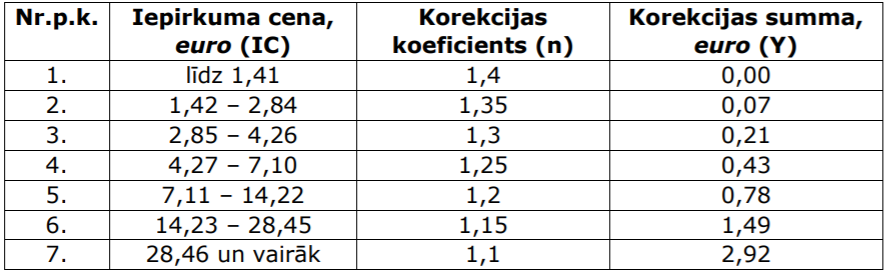 Nr.p.k. Iepirkuma cena, euro (IC) Korekcijas koeficients (n) Korekcijas summa, euro (Y)
1. līdz 1,41 1,4 0,00
2. 1,42 – 2,84 1,35 0,07
3. 2,85 – 4,26 1,3 0,21
4. 4,27 – 7,10 1,25 0,43
5. 7,11 – 14,22 1,2 0,78
6. 14,23 – 28,45 1,15 1,49
7. 28,46 un vairāk 1,1 2,92